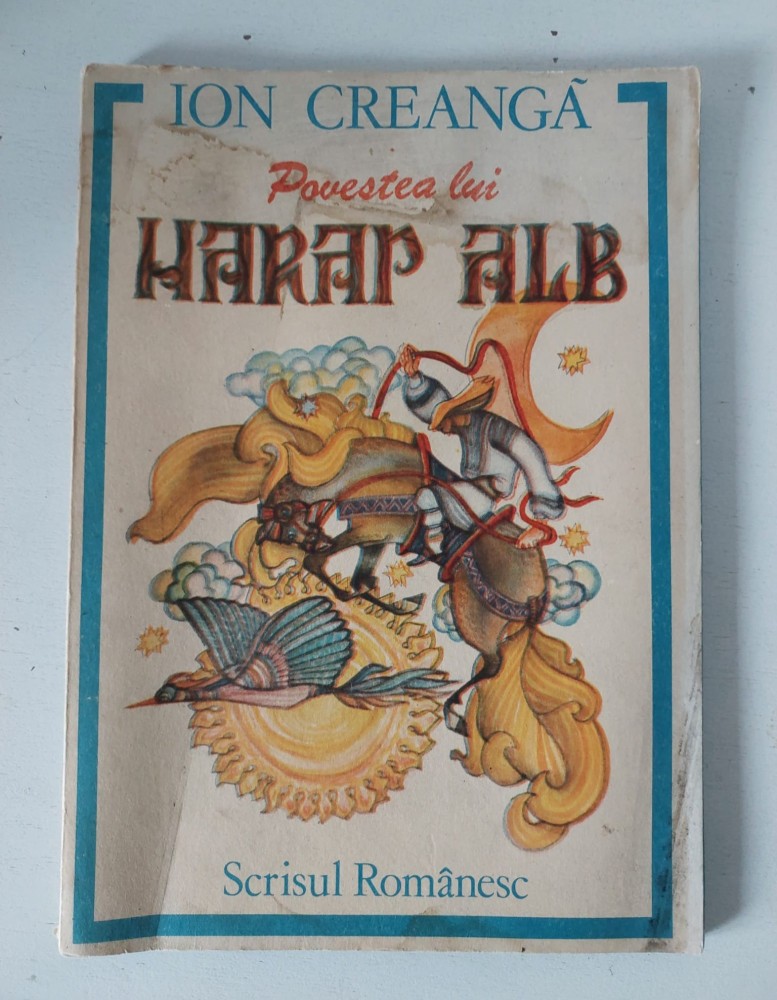 ION CREANGĂ
Povestea lui
HARAP ALB
Scrisul Românesc